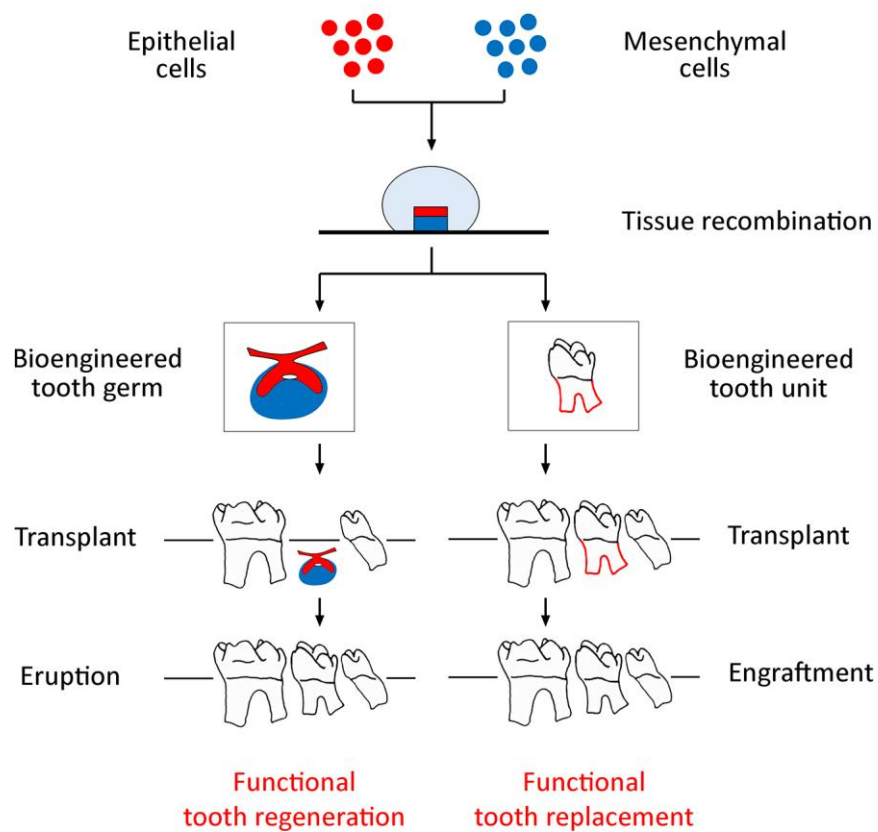 Epithelial
cells
Mesenchymal
cells
Tissue recombination
Bioengineered
tooth germ
Bioengineered
tooth unit
Transplant
Transplant
Eruption
Engraftment
Functional
tooth regeneration
Functional
tooth replacement